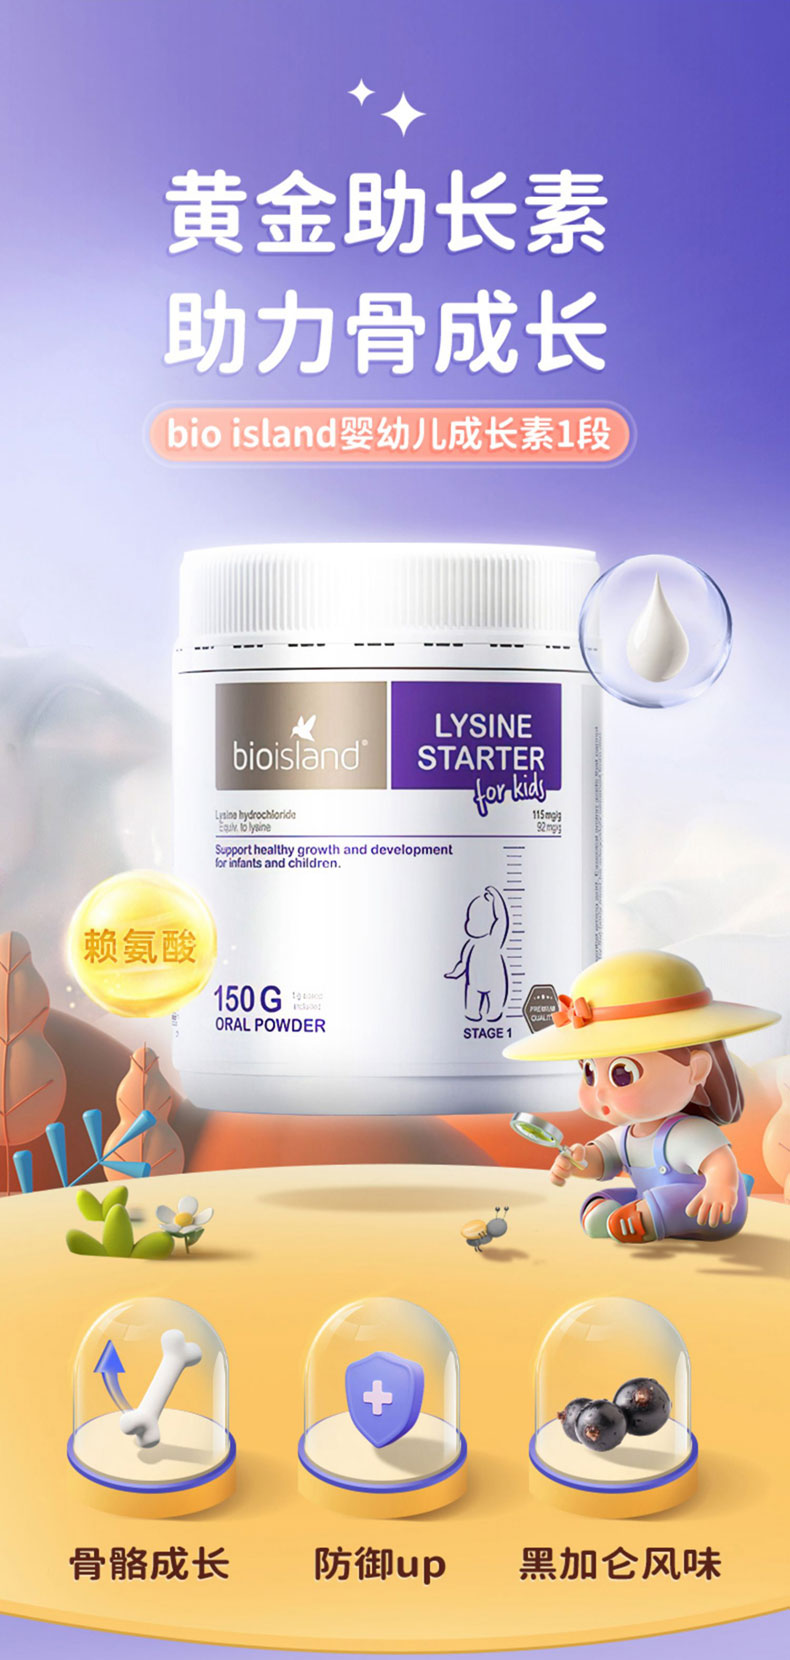 黄金助长素
助力骨成长
bio island婴幼儿成长素1段
bioisland®
LYSINE
STARTER
for kids
Lysine hydrochloride 115mg/g
Equiv. to lysine 92mg/g
Support healthy growth and development
for infants and children.
赖氨酸
150 G
ORAL POWDER
STAGE 1
PREMIUM
QUALITY
骨骼成长
防御up
黑加仑风味